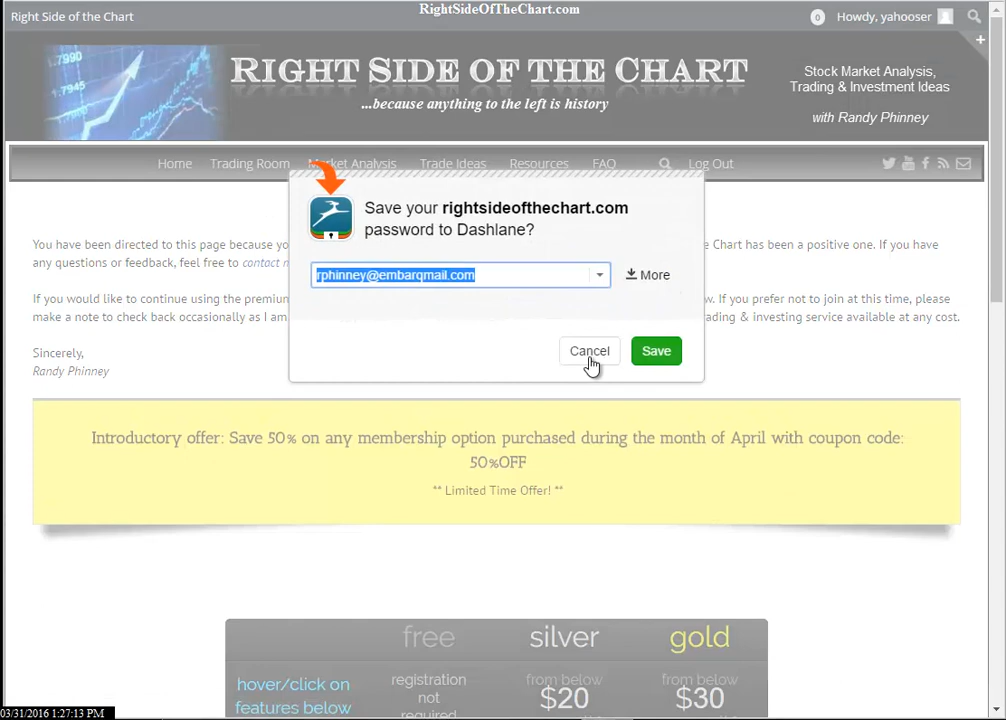 RightSideOfTheChart.com
Right Side of the Chart
0
Howdy, yahooser
1.7990
1.7945
RIGHT SIDE OF THE CHART
...because anything to the left is history
Stock Market Analysis,
Trading & Investment Ideas
with Randy Phinney
Home Trading Room Market Analysis Trade Ideas Resources FAQ Log Out
Save your rightsideofthechart.com
password to Dashlane?
rphinney@embarqmail.com
More
Cancel
Save
You have been directed to this page because yo
e Chart has been a positive one. If you have
any questions or feedback, feel free to contact
If you would like to continue using the premiun
w. If you prefer not to join at this time, please
make a note to check back occasionally as I am
rading & investing service available at any cost.
Sincerely,
Randy Phinney
Introductory offer: Save 50% on any membership option purchased during the month of April with coupon code:
50%OFF
** Limited Time Offer! **
free silver gold
hover/click on
features below
registration
not
required
from below
$20
from below
$30
03/31/2016 1:27:13 PM